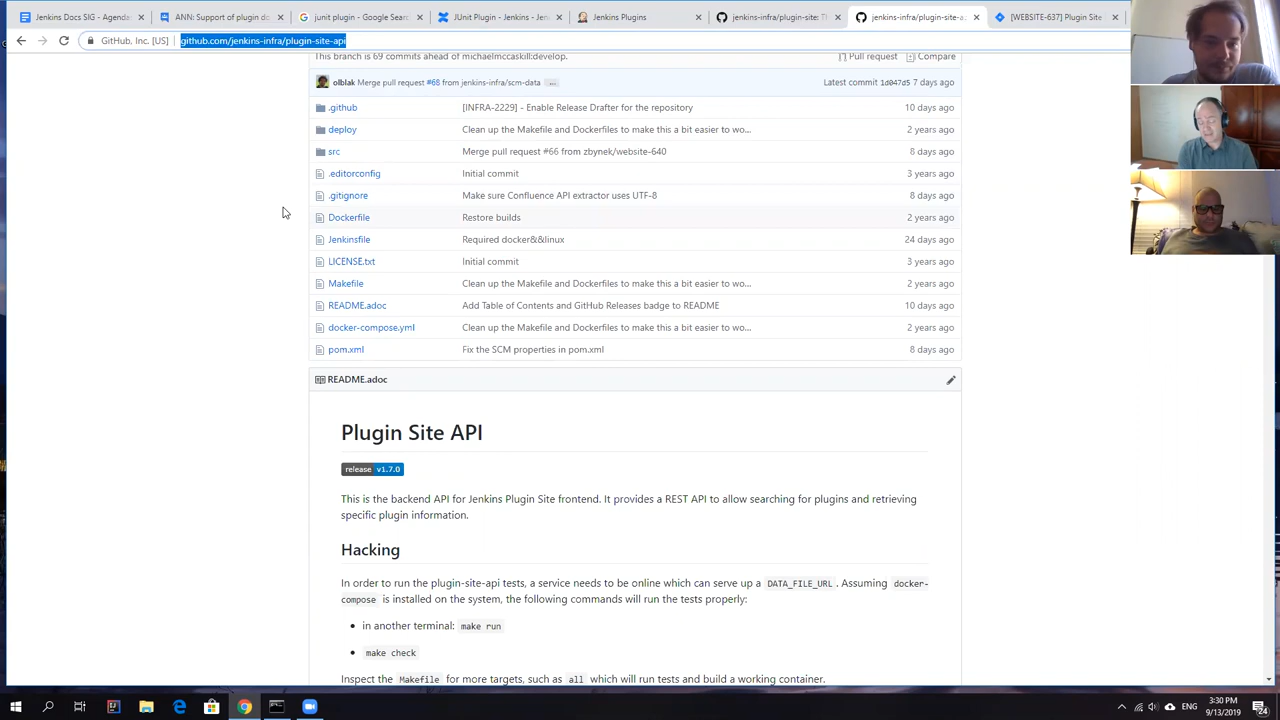 Jenkins Docs SIG - Agenda
ANN: Support of plugin do
junit plugin - Google Searc
JUnit Plugin - Jenkins - Jen
Jenkins Plugins
jenkins-infra/plugin-site: Th
jenkins-infra/plugin-site-a
[WEBSITE-637] Plugin Site
GitHub, Inc. [US]
github.com/jenkins-infra/plugin-site-api
This branch is 69 commits ahead of michaelmccaskill:develop.
Pull request
Compare
olblak Merge pull request #68 from jenkins-infra/scm-data ...
Latest commit 1d047d5 7 days ago
.github [INFRA-2229] - Enable Release Drafter for the repository 10 days ago
deploy Clean up the Makefile and Dockerfiles to make this a bit easier to wo... 2 years ago
src Merge pull request #66 from zbynek/website-640 8 days ago
.editorconfig Initial commit 3 years ago
.gitignore Make sure Confluence API extractor uses UTF-8 8 days ago
Dockerfile Restore builds 2 years ago
Jenkinsfile Required docker&&linux 24 days ago
LICENSE.txt Initial commit 3 years ago
Makefile Clean up the Makefile and Dockerfiles to make this a bit easier to wo... 2 years ago
README.adoc Add Table of Contents and GitHub Releases badge to README 10 days ago
docker-compose.yml Clean up the Makefile and Dockerfiles to make this a bit easier to wo... 2 years ago
pom.xml Fix the SCM properties in pom.xml 8 days ago
README.adoc
Plugin Site API
release v1.7.0
This is the backend API for Jenkins Plugin Site frontend. It provides a REST API to allow searching for plugins and retrieving
specific plugin information.
Hacking
In order to run the plugin-site-api tests, a service needs to be online which can serve up a DATA_FILE_URL. Assuming docker-
compose is installed on the system, the following commands will run the tests properly:
• in another terminal: make run
• make check
Inspect the Makefile for more targets, such as all which will run tests and build a working container.
ENG
3:30 PM
9/13/2019
24